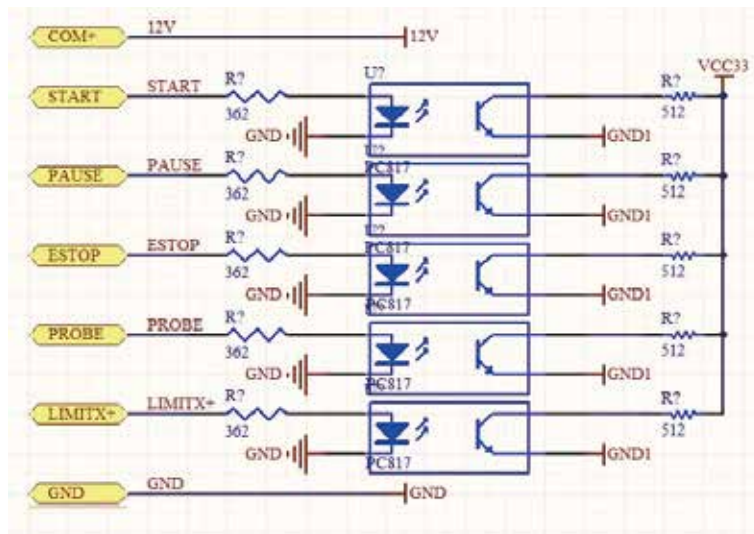 COM+ 12V 12V
VCC33
START START R? 362 U? R? 512
GND GND1
PAUSE PAUSE R? 362 U? PC817 R? 512
GND GND1
ESTOP ESTOP R? 362 U? PC817 R? 512
GND GND1
PROBE PROBE R? 362 PC817 R? 512
GND GND1
LIMITX+ LIMITX+ R? 362 PC817 R? 512
GND GND1
PC817
GND GND GND